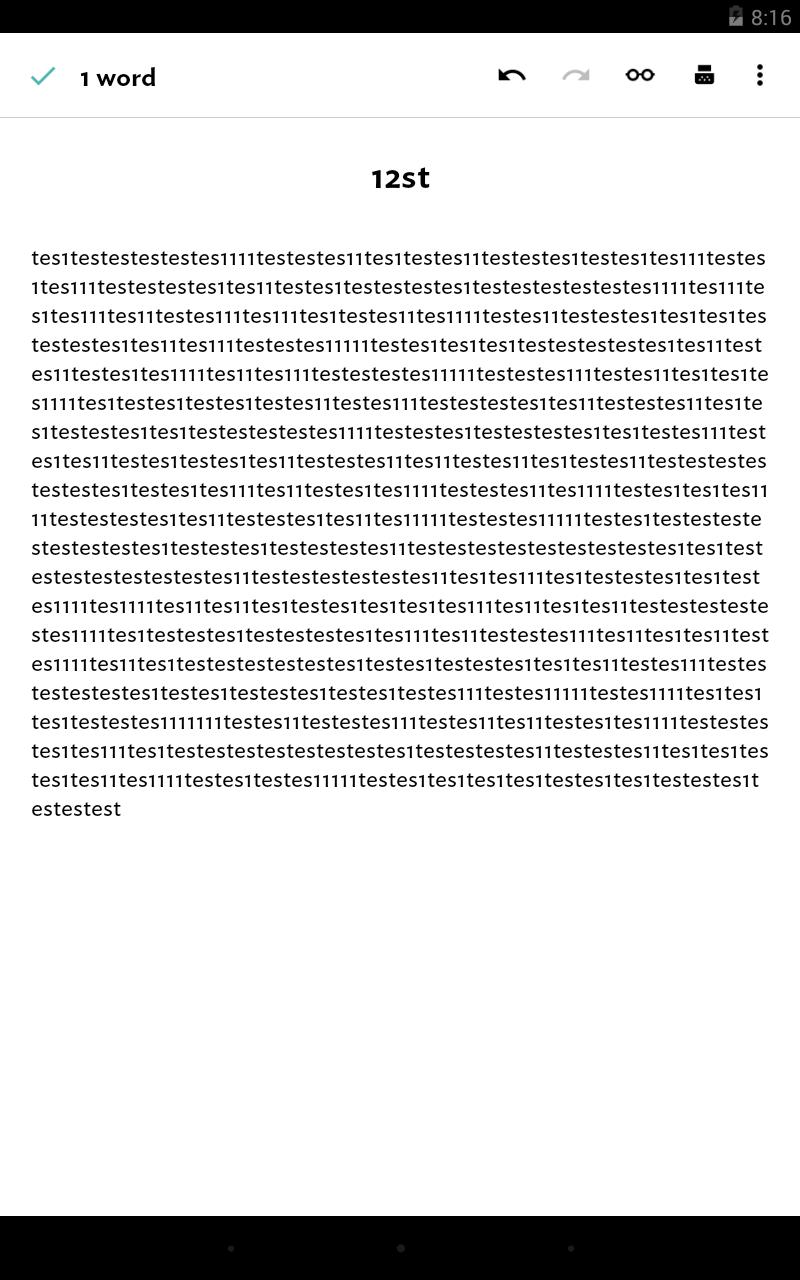 8:16
1 word
12st
tes1testestestestes1111testestes11tes1testes11testestes1testes1tes111testes
1tes111testestestes1tes11testes1testestestes1testestestestestes1111tes111te
s1tes111tes11testes111tes111tes1testes11tes1111testes11testestes1tes1tes1tes
testestes1tes11tes111testestes11111testes1tes1tes1testestestestes1tes11test
es11testes1tes1111tes11tes111testestestes11111testestes111testes11tes1tes1te
s1111tes1testes1testes1testes11testes111testestestes1tes11testestes11tes1te
s1testestes1tes1testestestestes1111testestes1testestestes1tes1testes111test
es1tes11testes1testes1tes11testestes11tes11testes11tes1testes11testestestes
testestes1testes1tes111tes11testes1tes1111testestes11tes1111testes1tes1tes11
11testestestes1tes11testestes1tes11tes11111testestes11111testes1testesteste
stestestestes1testestes1testestestes11testestestestestestestestes1tes1test
estestestestestestes11testestestestestes11tes1tes111tes1testestes1tes1test
es1111tes1111tes11tes11tes1testes1tes1tes1tes111tes11tes1tes11testestesteste
stes1111tes1testestes1testestestes1tes111tes11testestes111tes11tes1tes11test
es1111tes11tes1testestestestestes1testes1testestes1tes1tes11testes111testes
testestestes1testes1testestes1testes1testes111testes11111testes1111tes1tes1
tes1testestes1111111testes11testestes111testes11tes11testes1tes1111testestes
tes1tes111tes1testestestestestestestes1testestestes11testestes11tes1tes1tes
tes1tes11tes1111testes1testes11111testes1tes1tes1tes1testes1tes1testestes1t
estestest